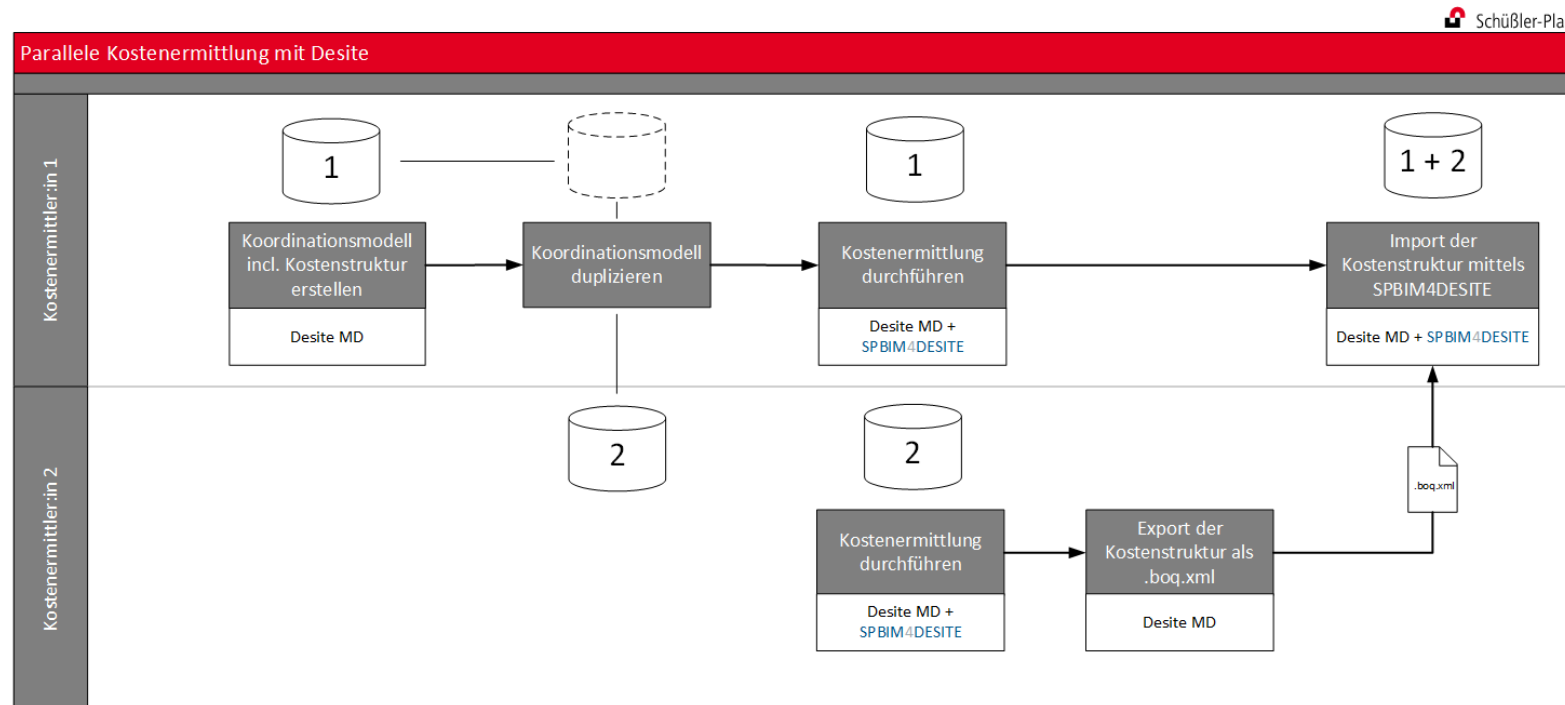 Schüßler-Pla
Parallele Kostenermittlung mit Desite
Kostenermittler:in 1
1
1
1 + 2
Koordinationsmodell
incl. Kostenstruktur
erstellen
Desite MD
Koordinationsmodell
duplizieren
Kostenermittlung
durchführen
Desite MD +
SPBIM4DESITE
Import der
Kostenstruktur mittels
SPBIM4DESITE
Desite MD + SPBIM4DESITE
Kostenermittler:in 2
2
2
.boq.xml
Kostenermittlung
durchführen
Desite MD +
SPBIM4DESITE
Export der
Kostenstruktur als
.boq.xml
Desite MD